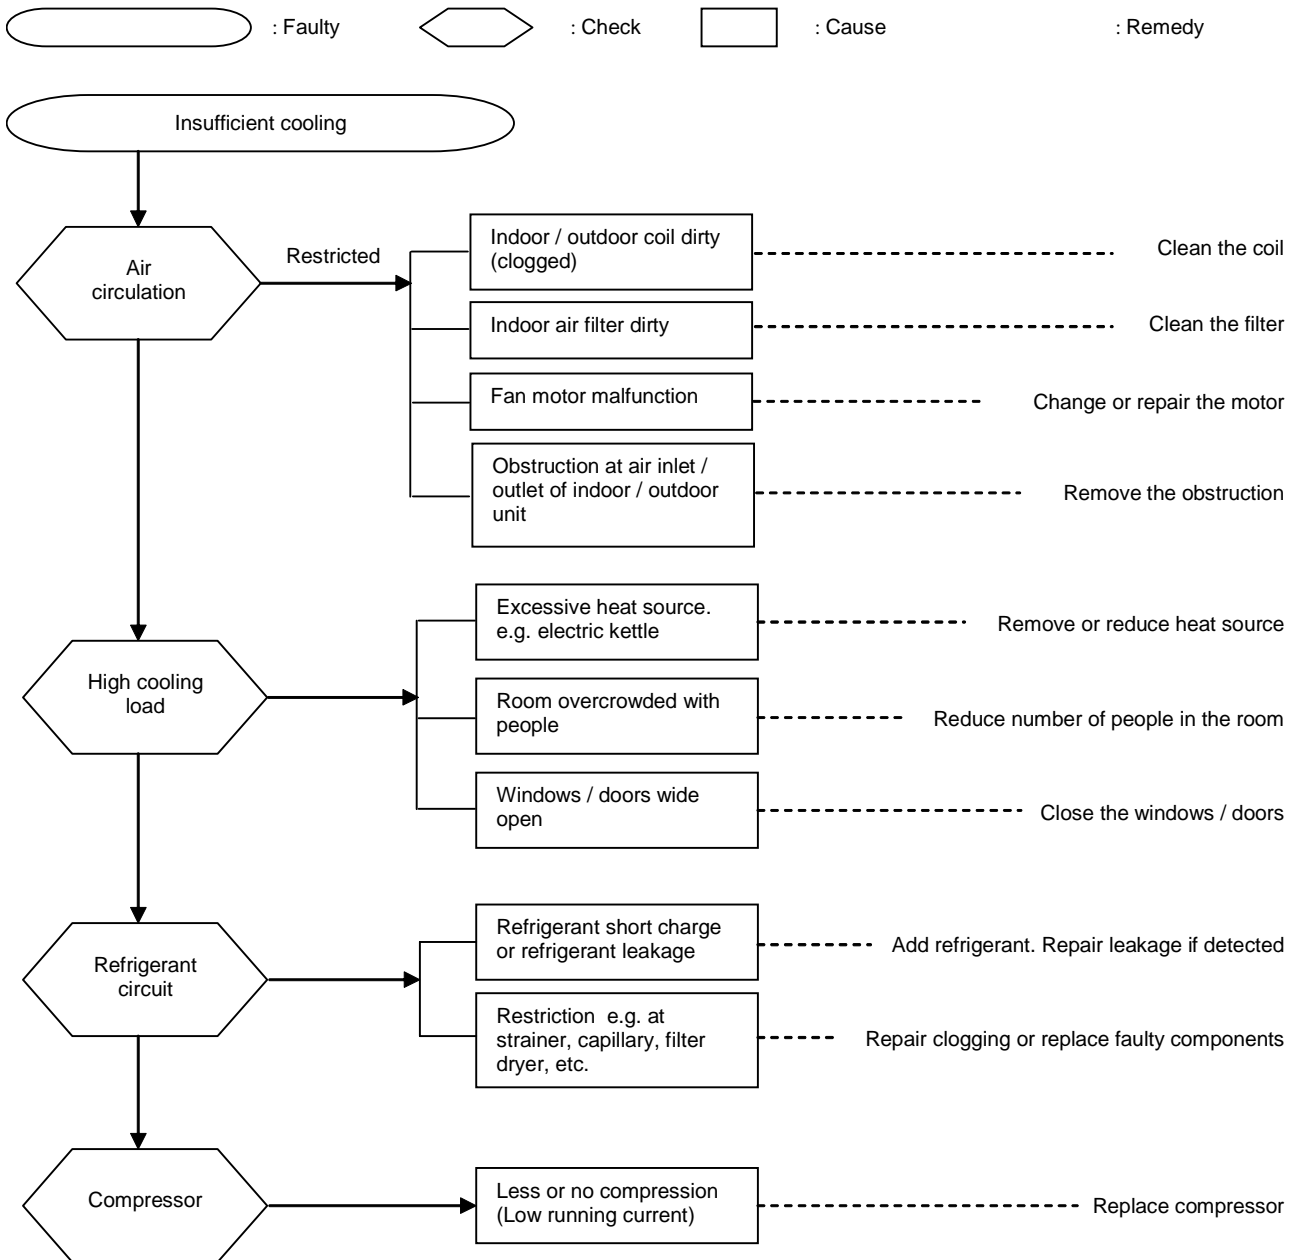 : Faulty
: Check
: Cause
: Remedy
Insufficient cooling
Air
circulation
Restricted
Indoor / outdoor coil dirty
(clogged)
Clean the coil
Indoor air filter dirty
Clean the filter
Fan motor malfunction
Change or repair the motor
Obstruction at air inlet /
outlet of indoor / outdoor
unit
Remove the obstruction
High cooling
load
Excessive heat source.
e.g. electric kettle
Remove or reduce heat source
Room overcrowded with
people
Reduce number of people in the room
Windows / doors wide
open
Close the windows / doors
Refrigerant
circuit
Refrigerant short charge
or refrigerant leakage
Add refrigerant. Repair leakage if detected
Restriction e.g. at
strainer, capillary, filter
dryer, etc.
Repair clogging or replace faulty components
Compressor
Less or no compression
(Low running current)
Replace compressor